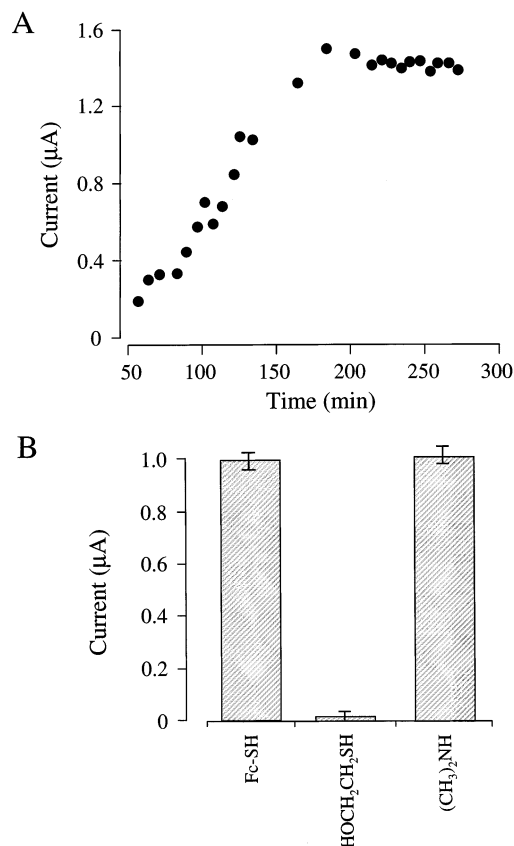 A
1.6
1.2
0.8
0.4
0
Current (μA)
50 100 150 200 250 300
Time (min)
B
1.0
0.8
0.6
0.4
0.2
0
Current (μA)
Fc-SH
HOCH₂CH₂SH
(CH₃)₂NH